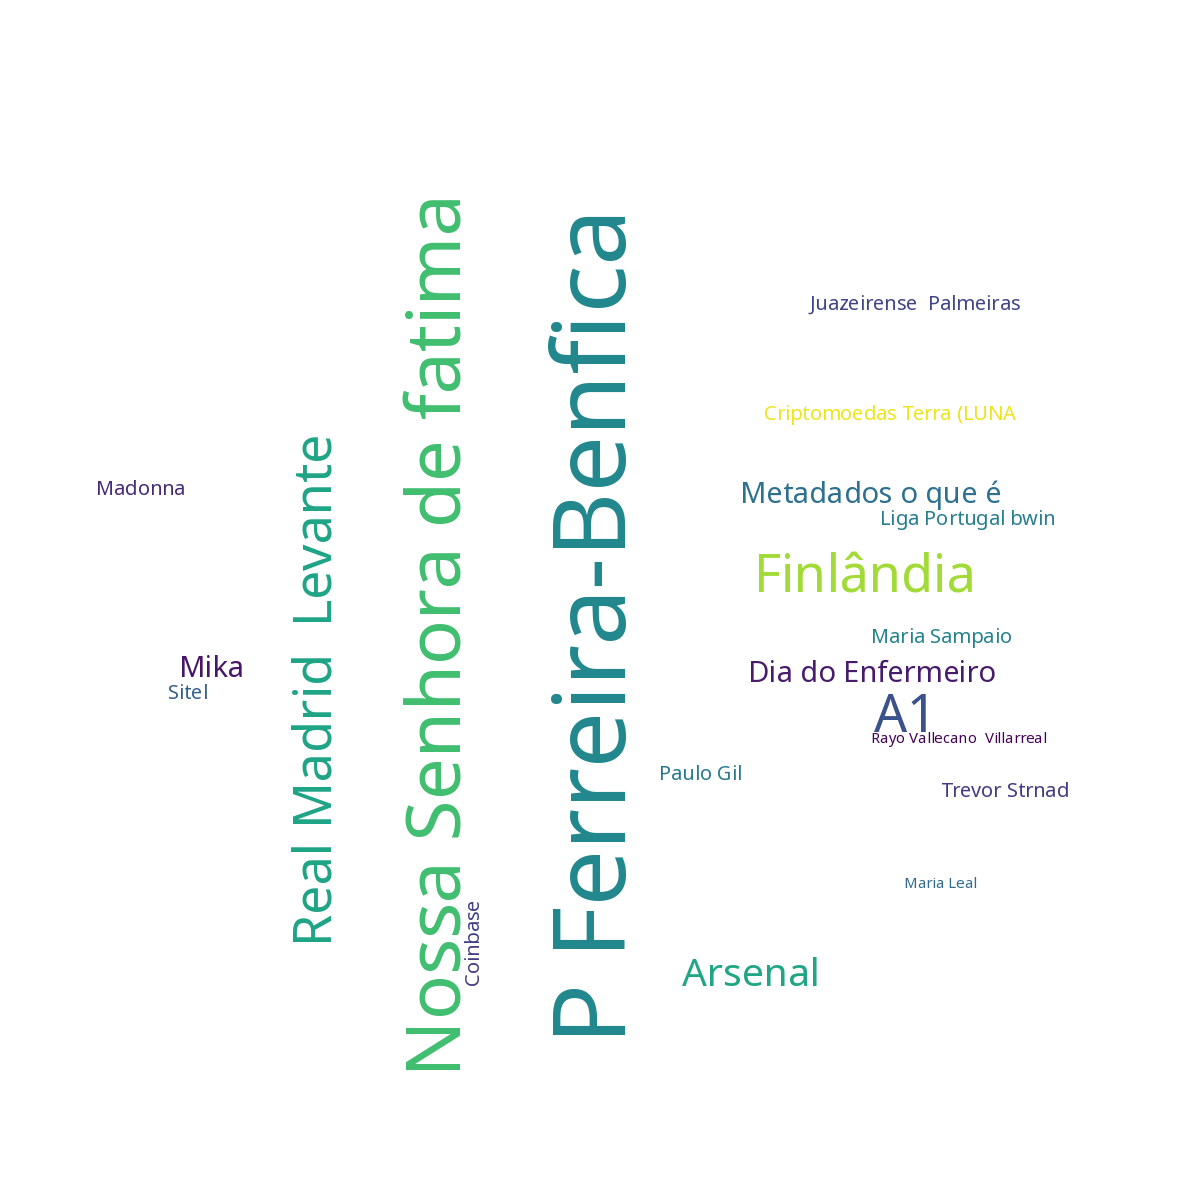 P Ferreira-Benfica
Nossa Senhora de fatima
Real Madrid  Levante
Juazeirense  Palmeiras
Criptomoedas Terra (LUNA
Madonna
Metadados o que é
Liga Portugal bwin
Finlândia
Maria Sampaio
Mika
Dia do Enfermeiro
Sitel
A1
Rayo Vallecano  Villarreal
Paulo Gil
Trevor Strnad
Maria Leal
Coinbase
Arsenal